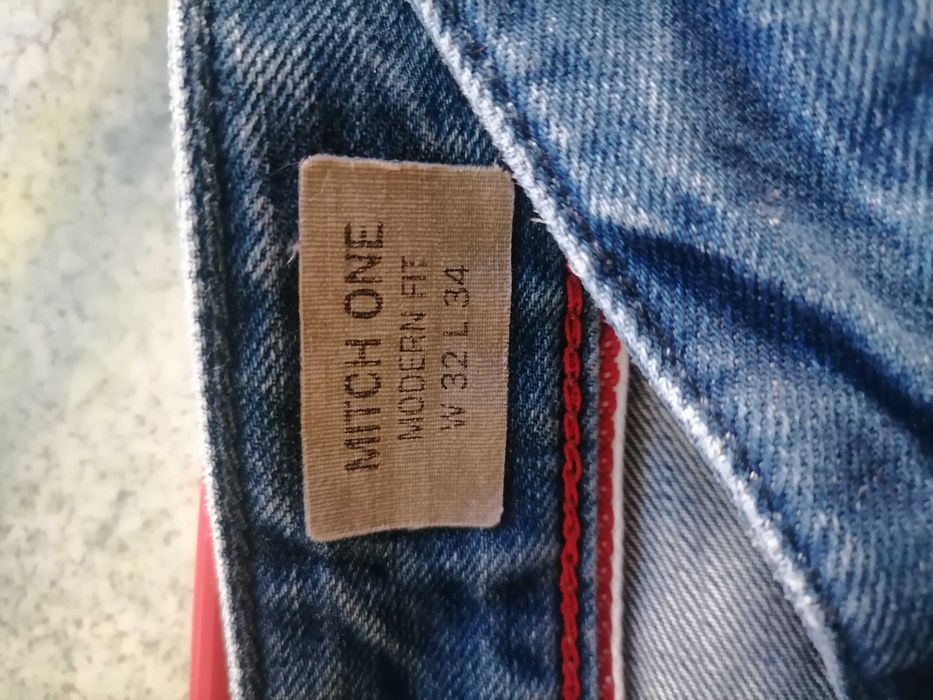 MITCH ONE
MODERN FIT
W 32 L 34